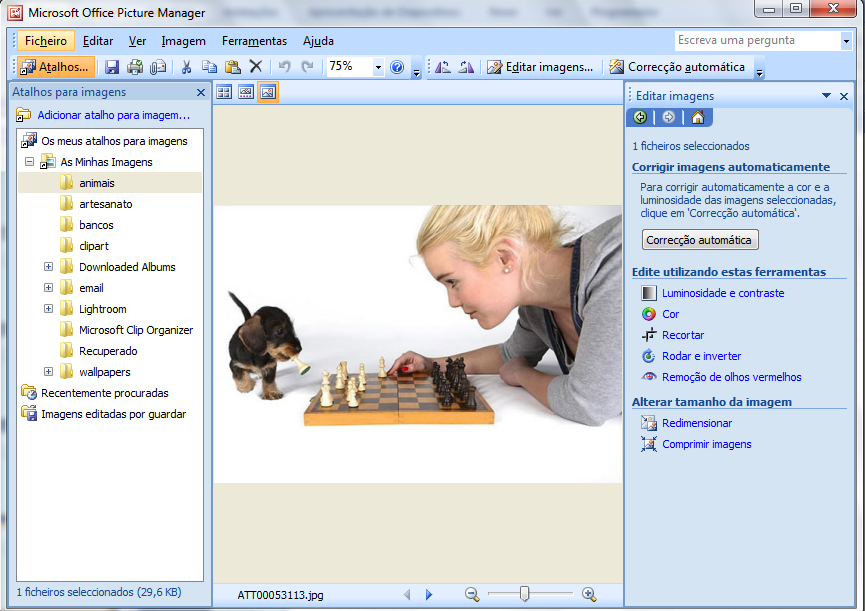 Microsoft Office Picture Manager
Ficheiro Editar Ver Imagem Ferramentas Ajuda
Escreva uma pergunta
Atalhos...
75%
Editar imagens...
Correcção automática
Atalhos para imagens
Adicionar atalho para imagem...
Os meus atalhos para imagens
As Minhas Imagens
animais
artesanato
bancos
clipart
Downloaded Albums
email
Lightroom
Microsoft Clip Organizer
Recuperado
wallpapers
Recentemente procuradas
Imagens editadas por guardar
1 ficheiros seleccionados (29,6 KB)
ATT00053113.jpg
Editar imagens
1 ficheiros seleccionados
Corrigir imagens automaticamente
Para corrigir automaticamente a cor e a
luminosidade das imagens seleccionadas,
clique em 'Correcção automática'.
Correcção automática
Edite utilizando estas ferramentas
Luminosidade e contraste
Cor
Recortar
Rodar e inverter
Remoção de olhos vermelhos
Alterar tamanho da imagem
Redimensionar
Comprimir imagens